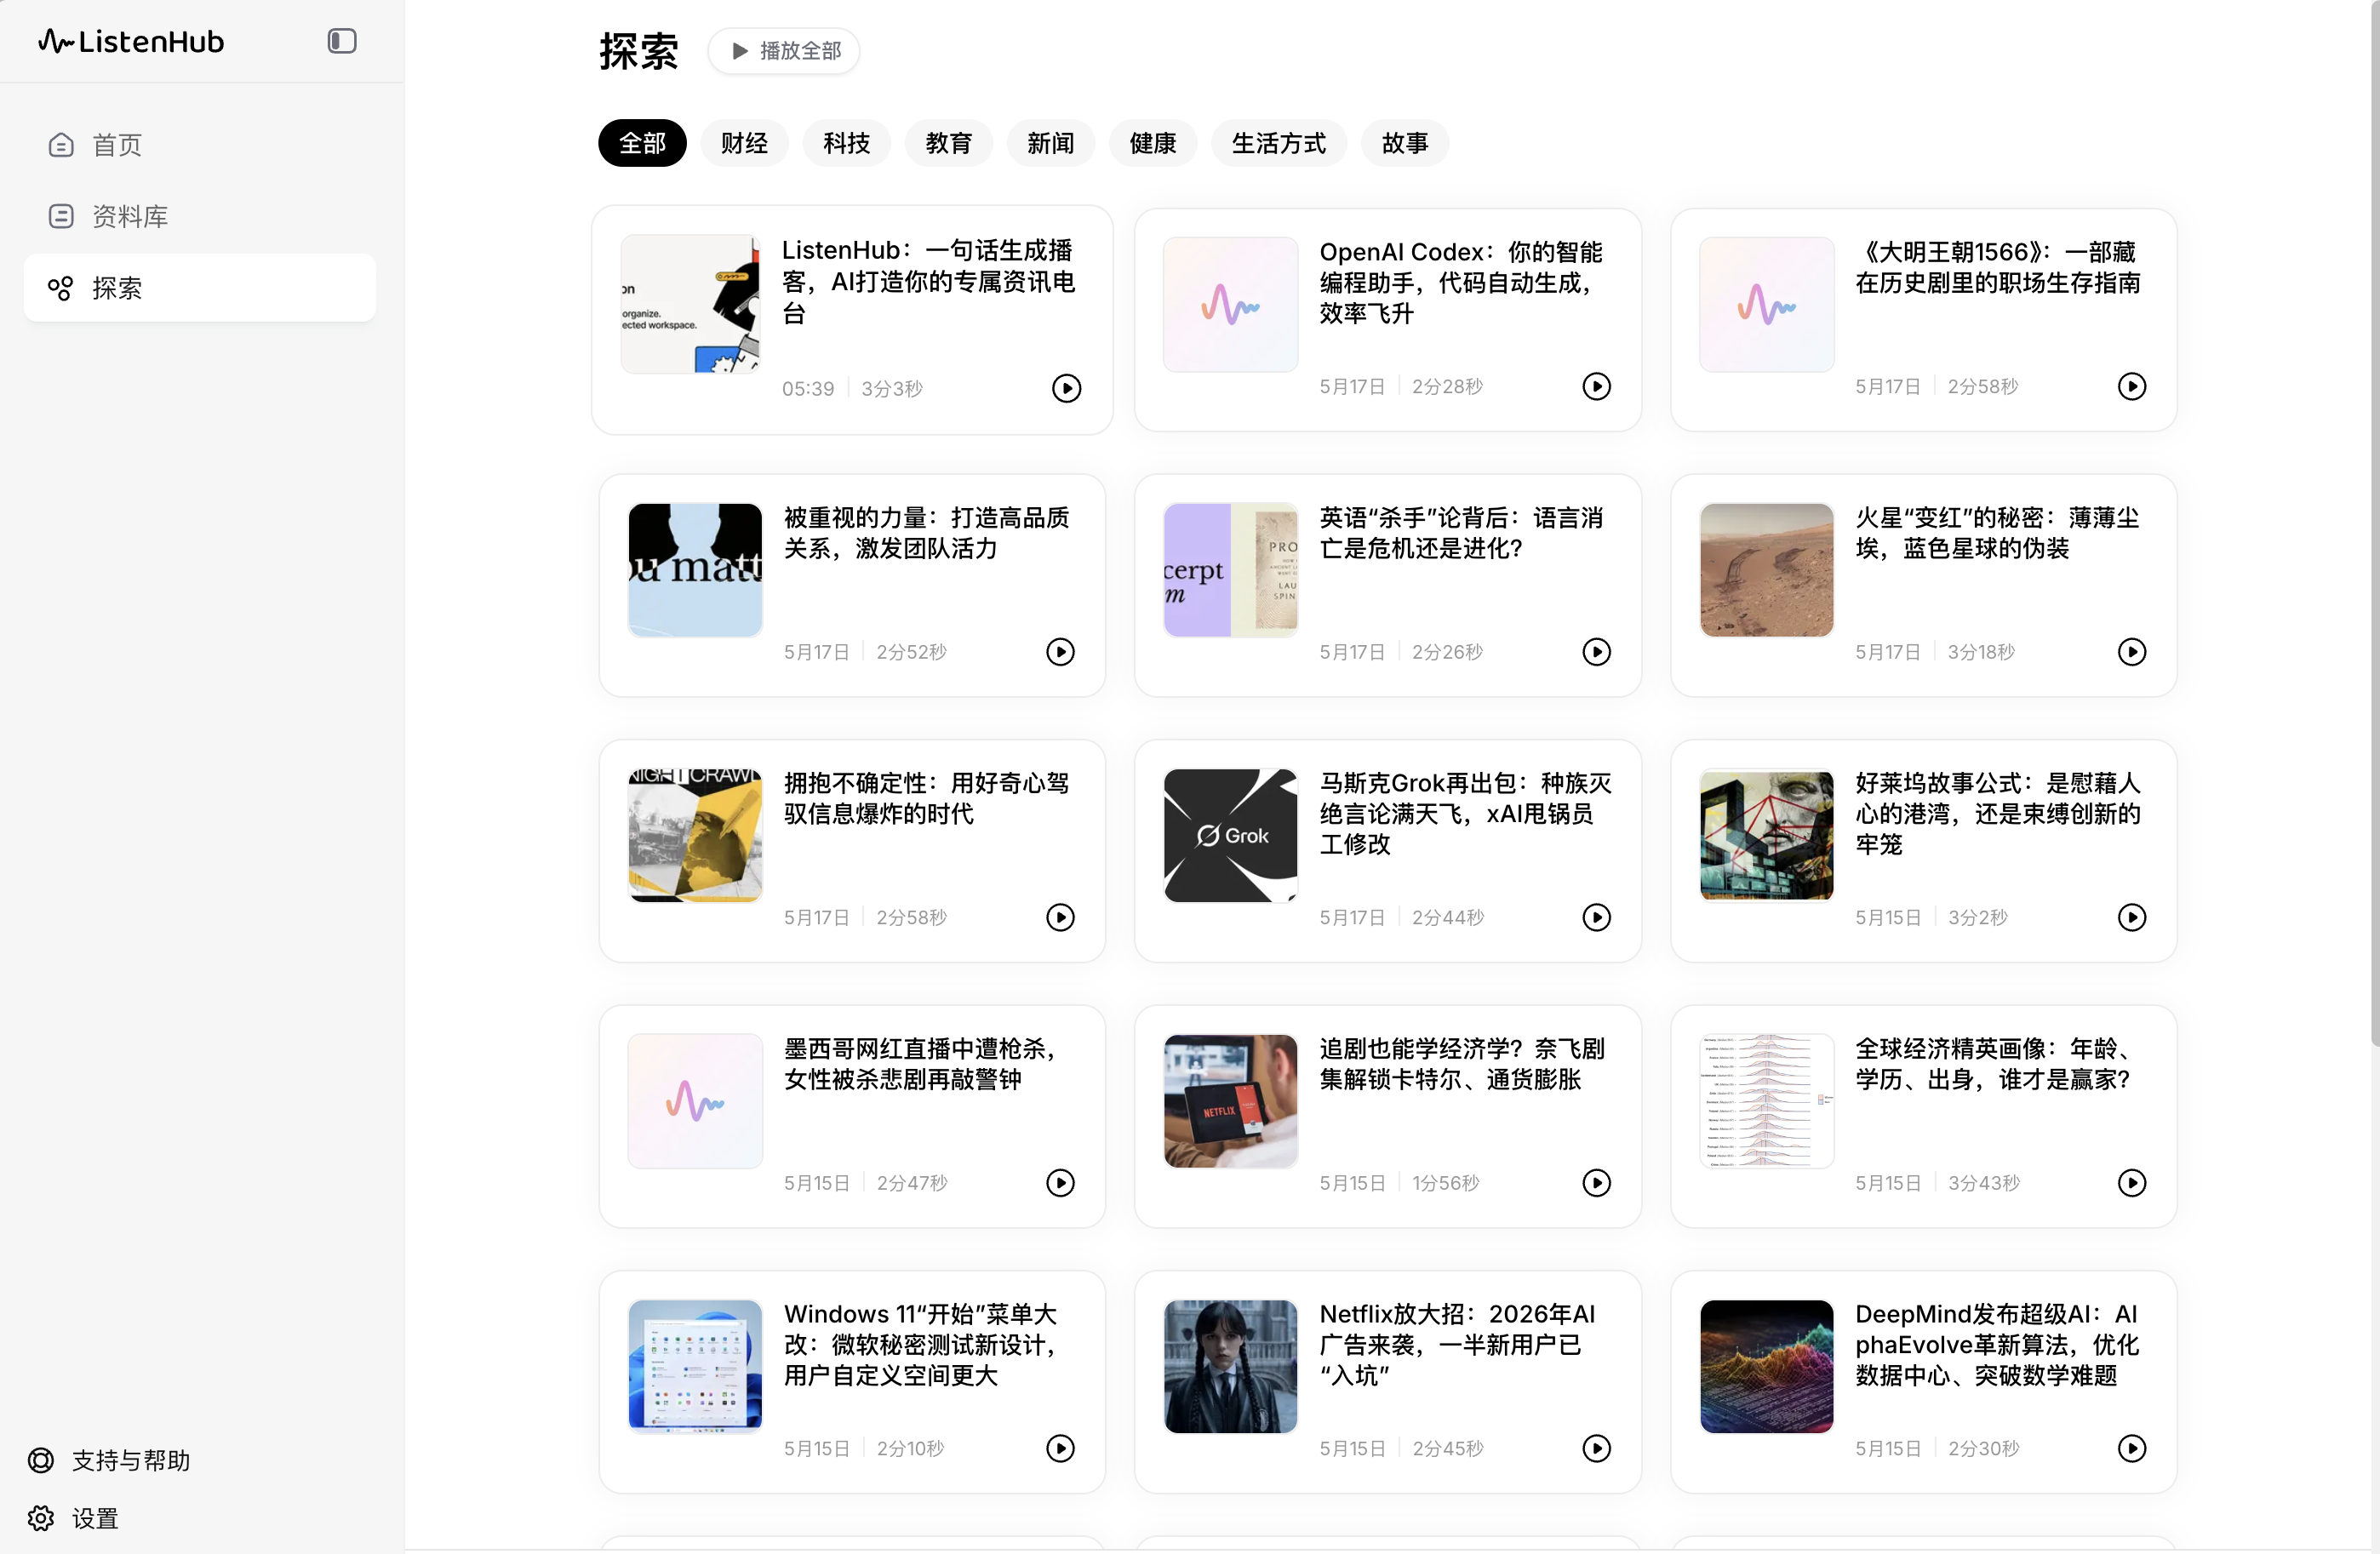 ListenHub
首页
资料库
探索
支持与帮助
设置
探索
播放全部
全部
财经
科技
教育
新闻
健康
生活方式
故事
on
organize.
ected workspace.
ListenHub：一句话生成播
客，AI打造你的专属资讯电
台
05:39
3分3秒
OpenAI Codex：你的智能
编程助手，代码自动生成，
效率飞升
5月17日
2分28秒
《大明王朝1566》：一部藏
在历史剧里的职场生存指南
5月17日
2分58秒
ou matt
被重视的力量：打造高品质
关系，激发团队活力
5月17日
2分52秒
cerpt
m
PRO
LAU
SPIN
英语“杀手”论背后：语言消
亡是危机还是进化？
5月17日
2分26秒
火星“变红”的秘密：薄薄尘
埃，蓝色星球的伪装
5月17日
3分18秒
NIGHT CRAWL
拥抱不确定性：用好奇心驾
驭信息爆炸的时代
5月17日
2分58秒
Grok
马斯克Grok再出包：种族灭
绝言论满天飞，xAI甩锅员
工修改
5月17日
2分44秒
好莱坞故事公式：是慰藉人
心的港湾，还是束缚创新的
牢笼
5月15日
3分2秒
墨西哥网红直播中遭枪杀，
女性被杀悲剧再敲警钟
5月15日
2分47秒
NETFLIX
追剧也能学经济学？奈飞剧
集解锁卡特尔、通货膨胀
5月15日
1分56秒
全球经济精英画像：年龄、
学历、出身，谁才是赢家？
5月15日
3分43秒
Windows 11“开始”菜单大
改：微软秘密测试新设计，
用户自定义空间更大
5月15日
2分10秒
Netflix放大招：2026年AI
广告来袭，一半新用户已
“入坑”
5月15日
2分45秒
DeepMind发布超级AI：Al
phaEvolve革新算法，优化
数据中心、突破数学难题
5月15日
2分30秒